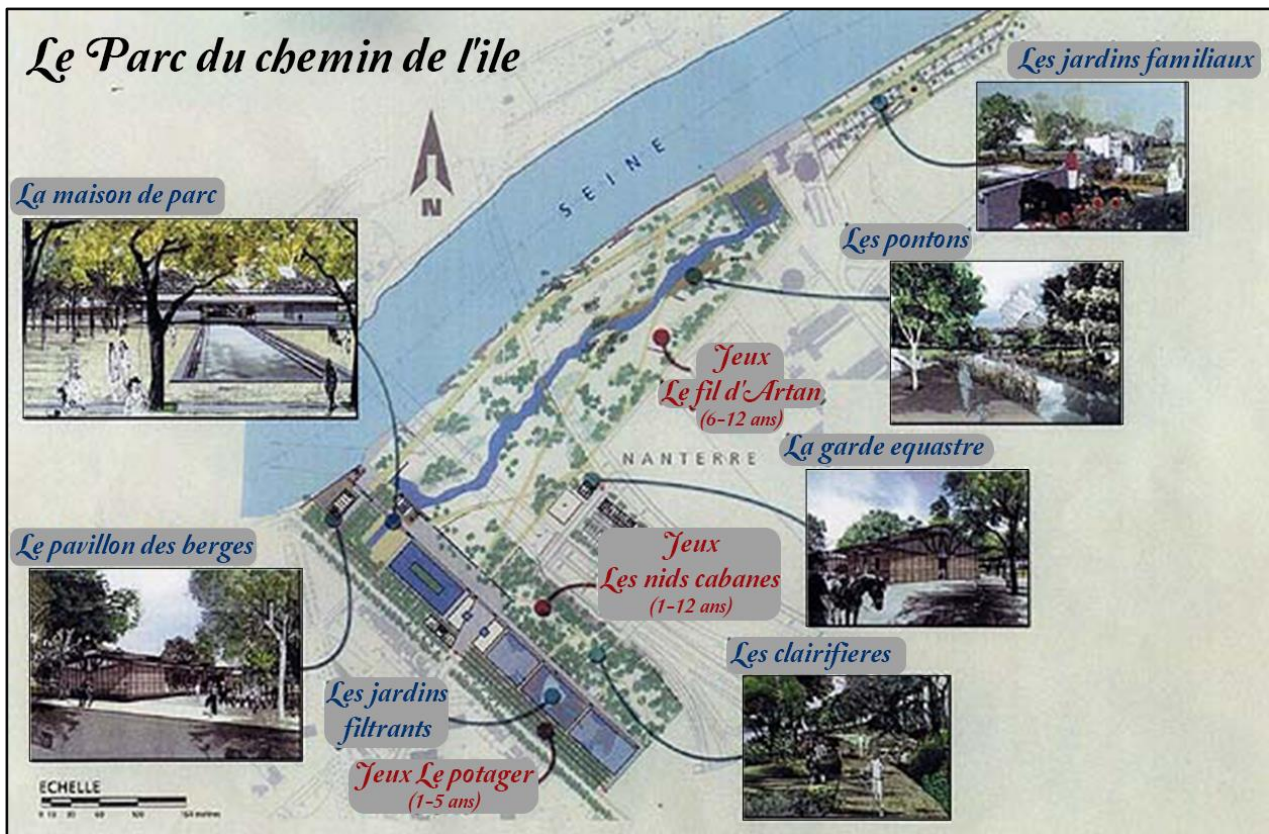 Le Parc du chemin de l'ile
Les jardins familiaux
La maison de parc
N
SEINE
Les pontons
Jeux
Le fil d'Artan
(6-12 ans)
La garde equastre
NANTERRE
Le pavillon des berges
Jeux
Les nids cabanes
(1-12 ans)
Les clairifieres
Les jardins
filtrants
Jeux Le potager
(1-5 ans)
ECHELLE